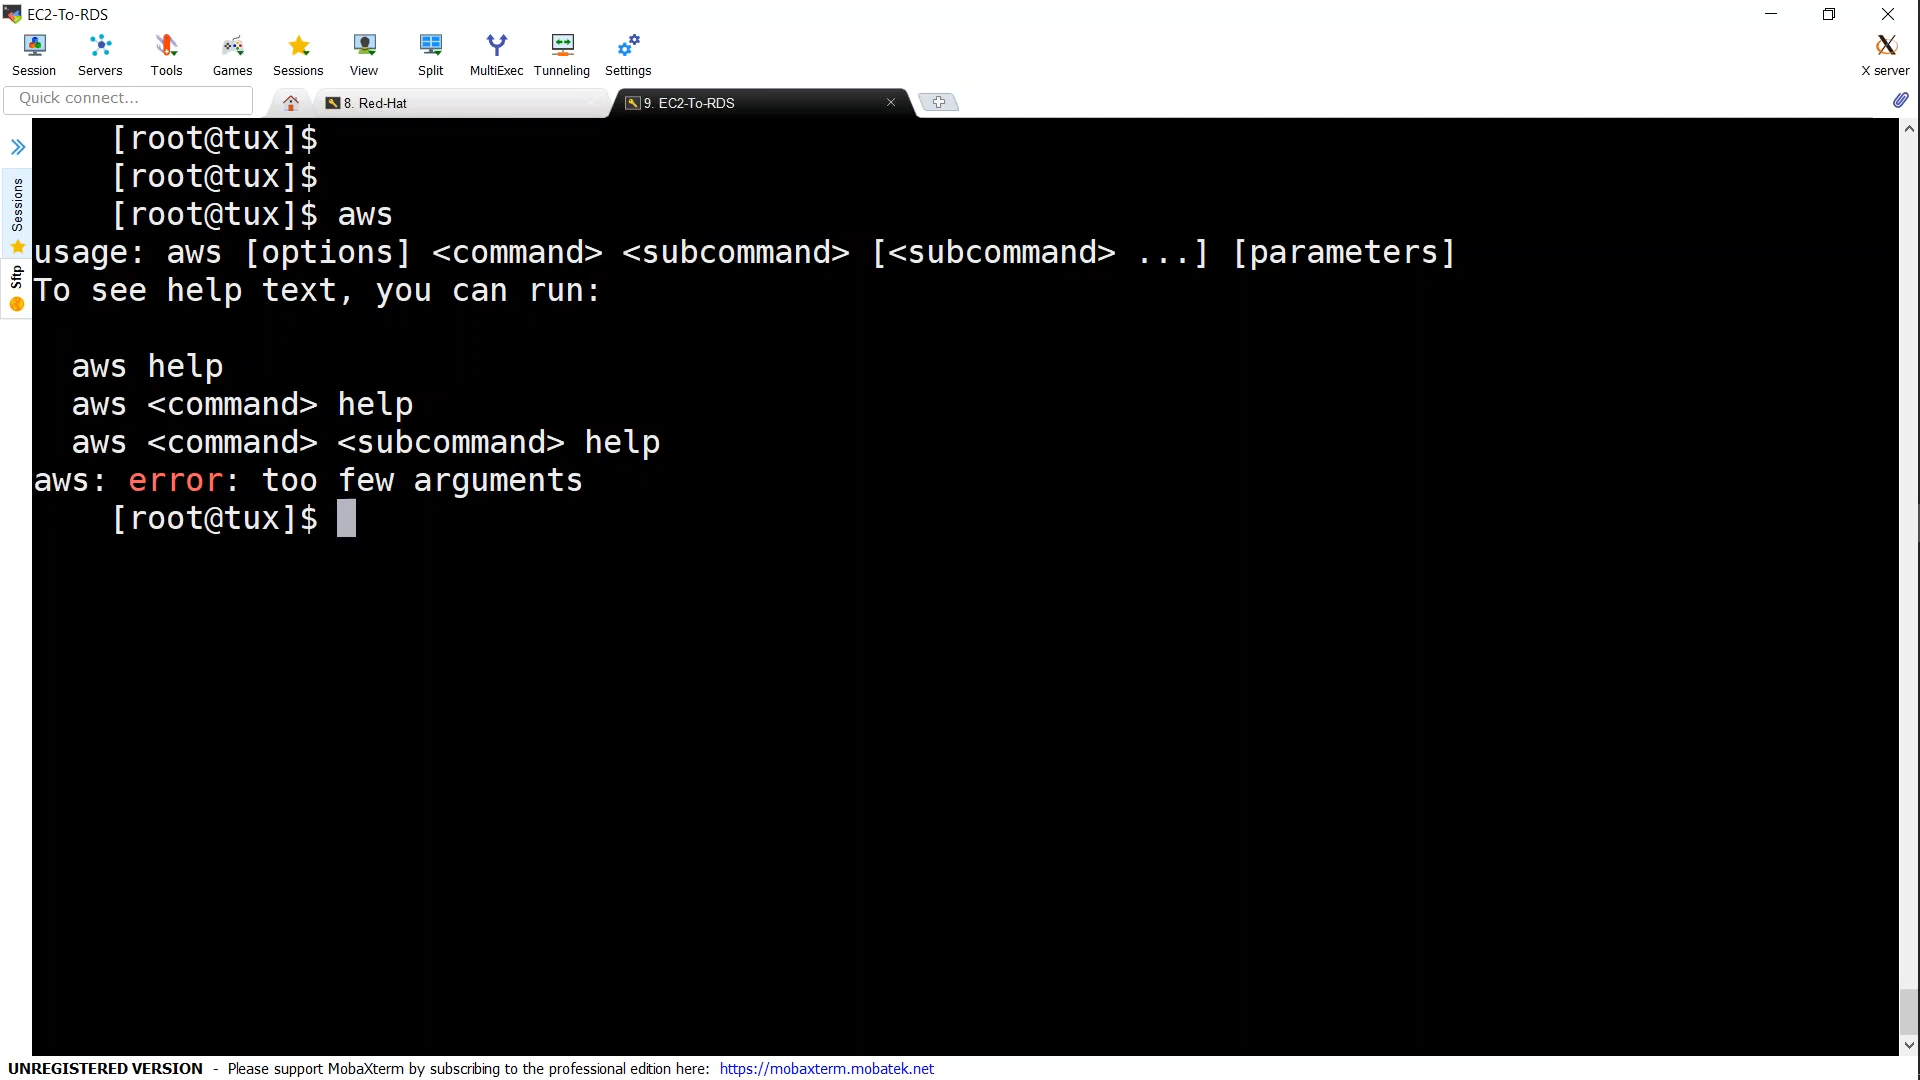 EC2-To-RDS
Session Servers Tools Games Sessions View Split MultiExec Tunneling Settings X server
Quick connect...
8. Red-Hat
9. EC2-To-RDS
Sessions
Sftp
[root@tux]$
[root@tux]$
[root@tux]$ aws
usage: aws [options] <command> <subcommand> [<subcommand> ...] [parameters]
To see help text, you can run:
aws help
aws <command> help
aws <command> <subcommand> help
aws: error: too few arguments
[root@tux]$
UNREGISTERED VERSION - Please support MobaXterm by subscribing to the professional edition here: https://mobaxterm.mobatek.net